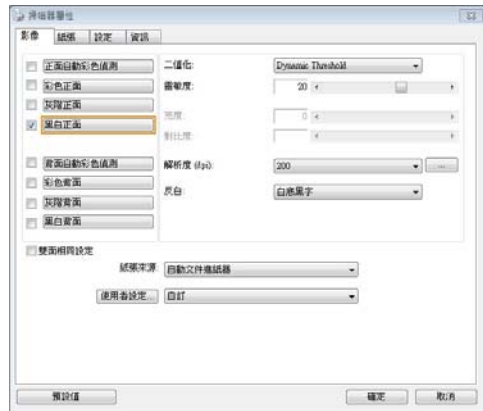 掃描器屬性
影像 紙張 設定 資訊
正面自動彩色偵測 二值化: Dynamic Threshold
彩色正面 靈敏度: 20
灰階正面 亮度: 0
黑白正面 對比度:
背面自動彩色偵測 解析度 (dpi): 200 ...
彩色背面 反白: 白底黑字
灰階背面
黑白背面
雙面相同設定
紙張來源: 自動文件進紙器
使用者設定... 自訂
預設值 確定 取消